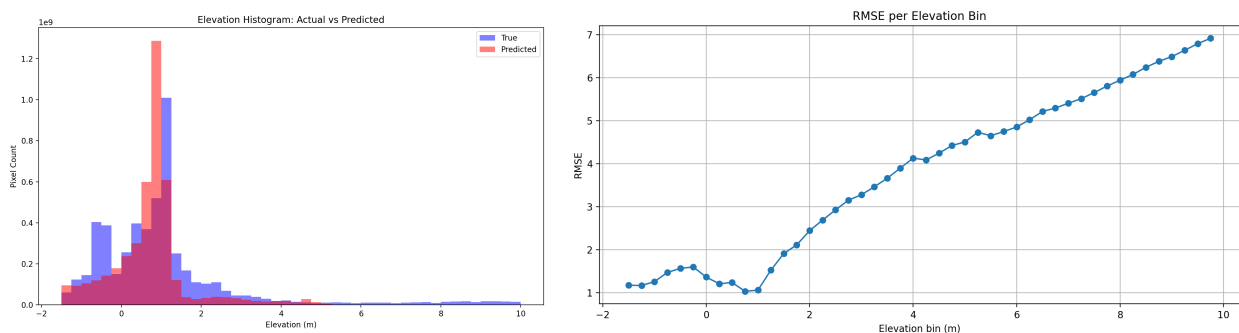 Elevation Histogram: Actual vs Predicted
1e9
True
Predicted
1.2
1.0
0.8
0.6
0.4
0.2
0.0
Pixel Count
−2 0 2 4 6 8 10
Elevation (m)
RMSE per Elevation Bin
7
6
5
4
3
2
1
RMSE
−2 0 2 4 6 8 10
Elevation bin (m)